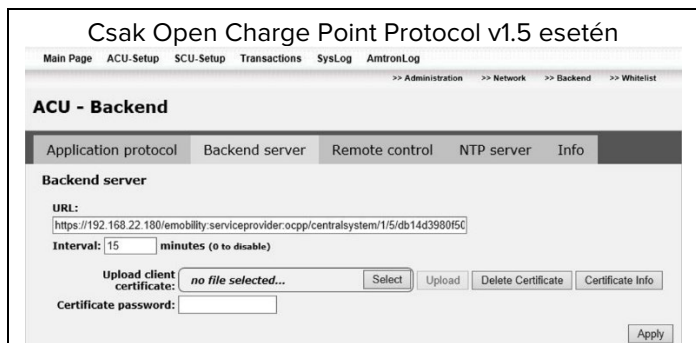 Csak Open Charge Point Protocol v1.5 esetén
Main Page ACU-Setup SCU-Setup Transactions SysLog AmtronLog
>> Administration >> Network >> Backend >> Whitelist
ACU - Backend
Application protocol Backend server Remote control NTP server Info
Backend server
URL:
https://192.168.22.180/emobility:serviceprovider:ocpp/centralsystem/1/5/db14d3980f50
Interval: 15 minutes (0 to disable)
Upload client certificate: no file selected... Select Upload Delete Certificate Certificate Info
Certificate password:
Apply